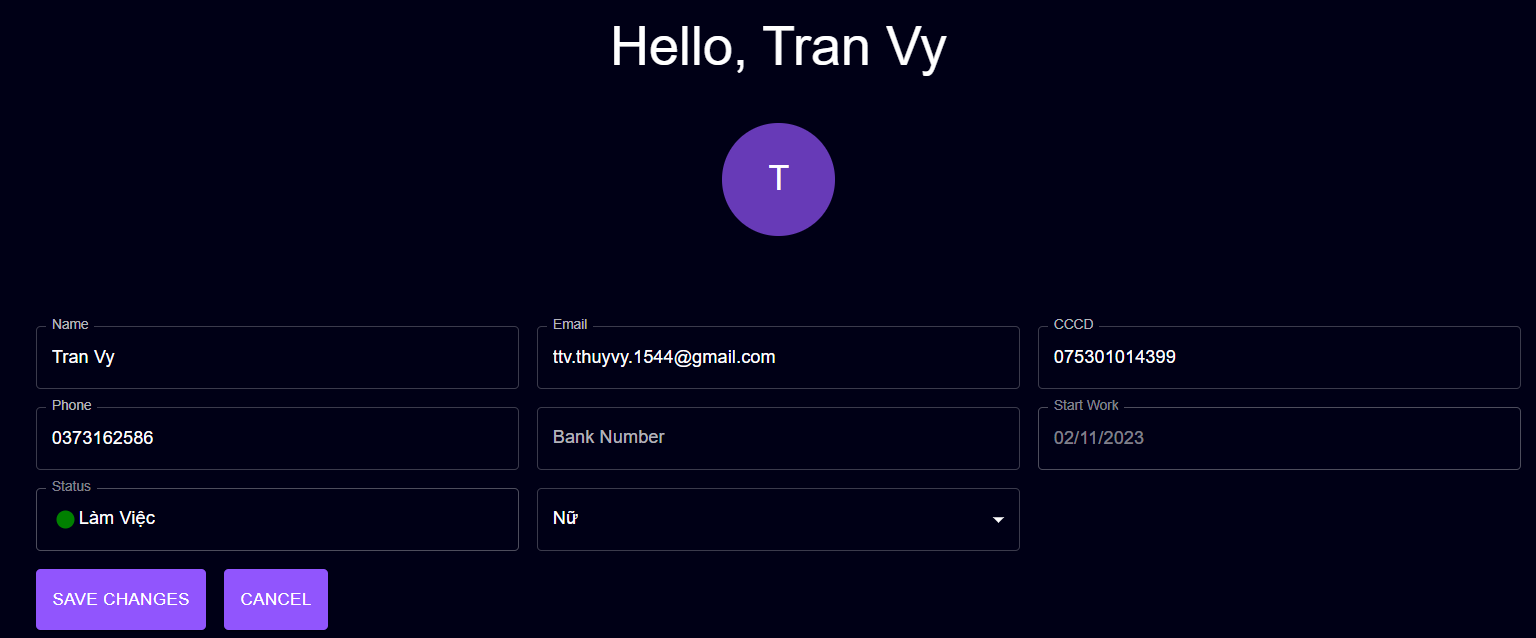 Hello, Tran Vy
T
Name
Tran Vy
Email
ttv.thuyvy.1544@gmail.com
CCCD
075301014399
Phone
0373162586
Bank Number
Start Work
02/11/2023
Status
Làm Việc
Nữ
SAVE CHANGES
CANCEL